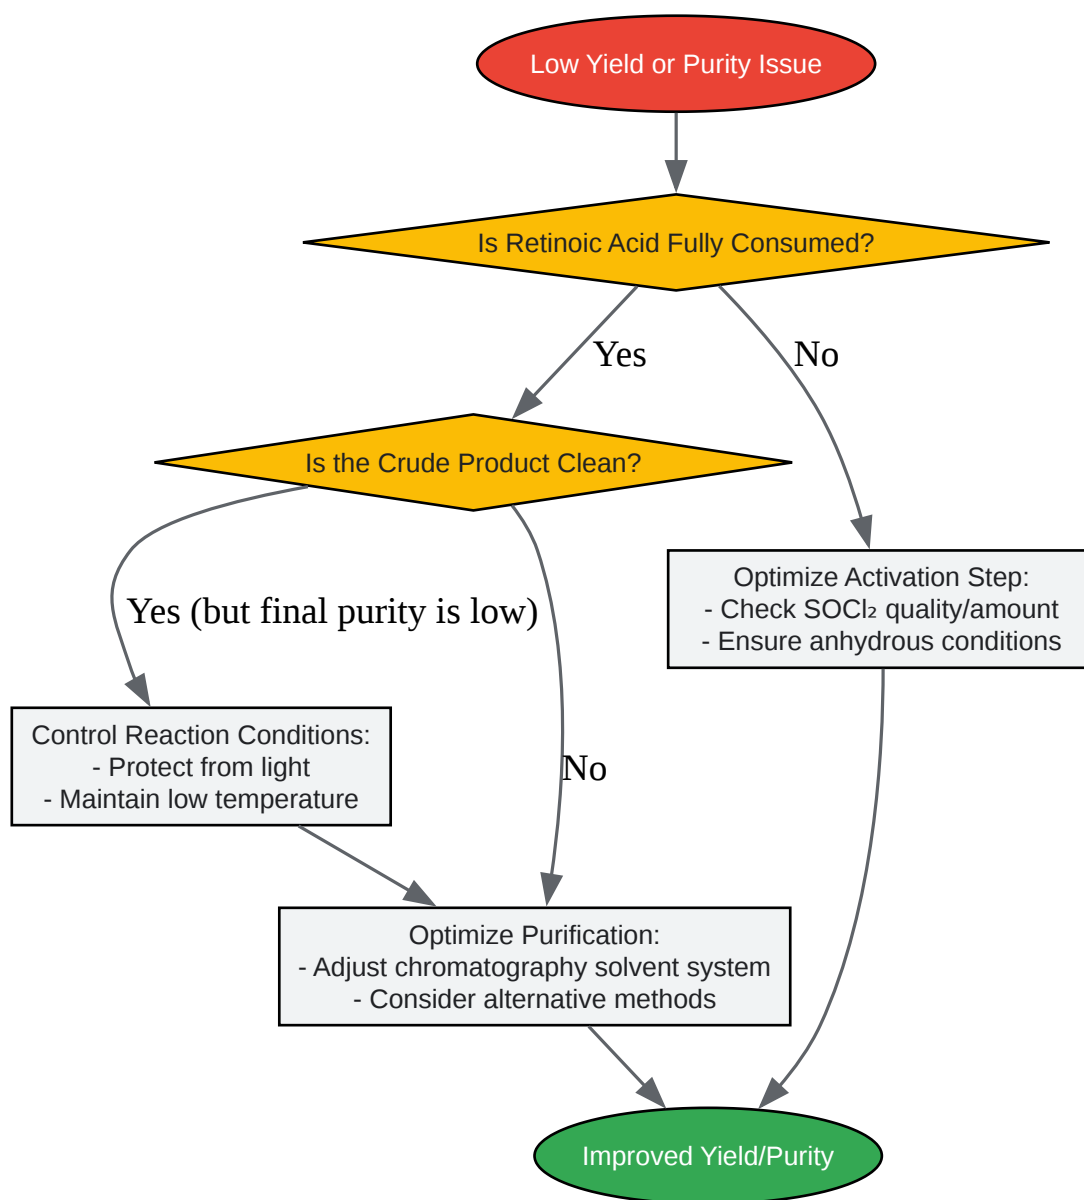 Low Yield or Purity Issue
Is Retinoic Acid Fully Consumed?
Yes
No
Is the Crude Product Clean?
Optimize Activation Step:
- Check SOCl₂ quality/amount
- Ensure anhydrous conditions
Yes (but final purity is low)
Control Reaction Conditions:
- Protect from light
- Maintain low temperature
No
Optimize Purification:
- Adjust chromatography solvent system
- Consider alternative methods
Improved Yield/Purity